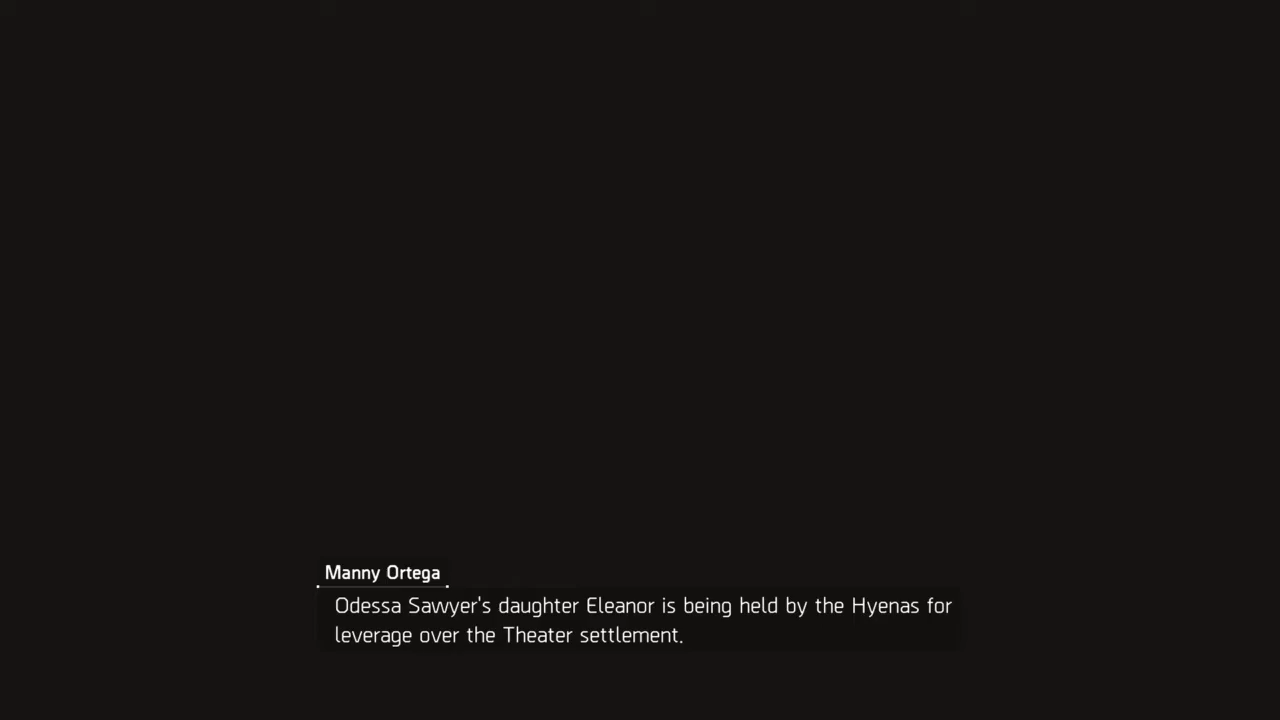 Manny Ortega
Odessa Sawyer's daughter Eleanor is being held by the Hyenas for
leverage over the Theater settlement.